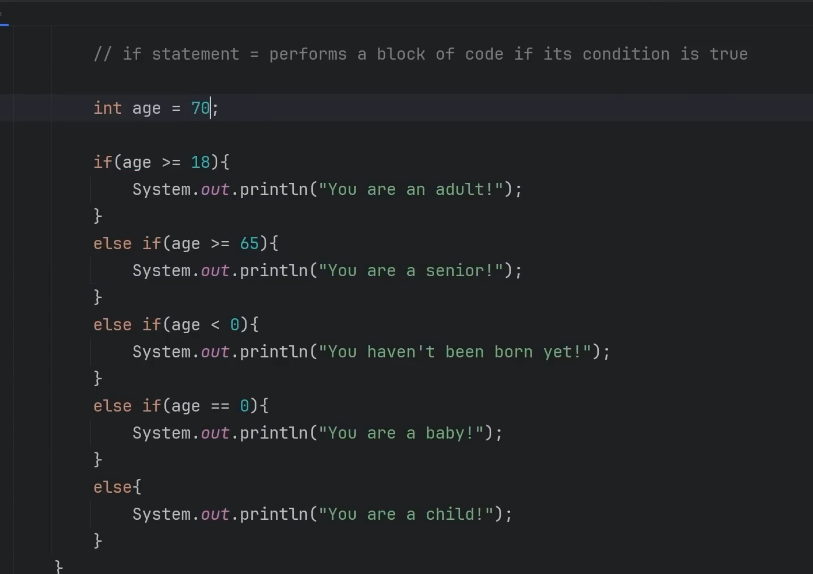 // if statement = performs a block of code if its condition is true
int age = 70;
if(age >= 18){
System.out.println("You are an adult!");
}
else if(age >= 65){
System.out.println("You are a senior!");
}
else if(age < 0){
System.out.println("You haven't been born yet!");
}
else if(age == 0){
System.out.println("You are a baby!");
}
else{
System.out.println("You are a child!");
}
}